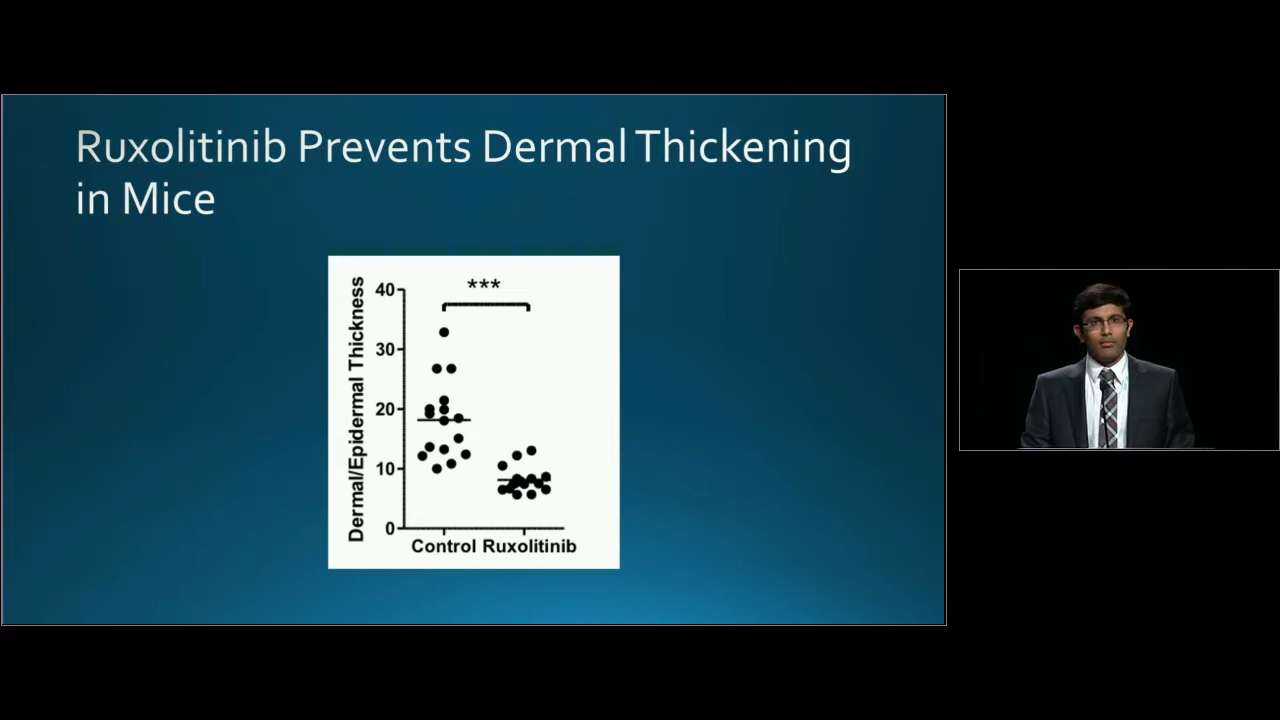 Ruxolitinib Prevents Dermal Thickening
in Mice
***
Dermal/Epidermal Thickness
40
30
20
10
0
Control Ruxolitinib